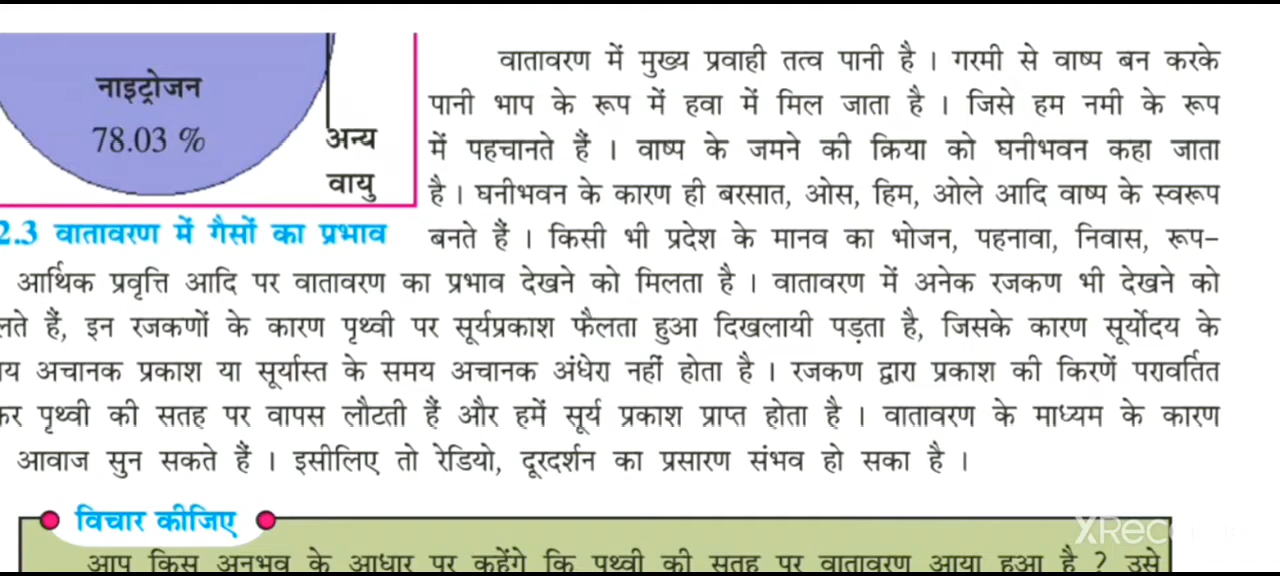 नाइट्रोजन
78.03 %
अन्य
वायु
2.3 वातावरण में गैसों का प्रभाव
वातावरण में मुख्य प्रवाही तत्व पानी है । गरमी से वाष्प बन करके
पानी भाप के रूप में हवा में मिल जाता है । जिसे हम नमी के रूप
में पहचानते हैं । वाष्प के जमने की क्रिया को घनीभवन कहा जाता
है । घनीभवन के कारण ही बरसात, ओस, हिम, ओले आदि वाष्प के स्वरूप
बनते हैं । किसी भी प्रदेश के मानव का भोजन, पहनावा, निवास, रूप-
आर्थिक प्रवृत्ति आदि पर वातावरण का प्रभाव देखने को मिलता है । वातावरण में अनेक रजकण भी देखने को
लते हैं, इन रजकणों के कारण पृथ्वी पर सूर्यप्रकाश फैलता हुआ दिखलायी पड़ता है, जिसके कारण सूर्योदय के
य अचानक प्रकाश या सूर्यास्त के समय अचानक अंधेरा नहीं होता है । रजकण द्वारा प्रकाश की किरणें परावर्तित
कर पृथ्वी की सतह पर वापस लौटती हैं और हमें सूर्य प्रकाश प्राप्त होता है । वातावरण के माध्यम के कारण
आवाज सुन सकते हैं । इसीलिए तो रेडियो, दूरदर्शन का प्रसारण संभव हो सका है ।
विचार कीजिए
आप किस अनुभव के आधार पर कहेंगे कि पृथ्वी की सतह पर वातावरण आया हुआ है ? उसे